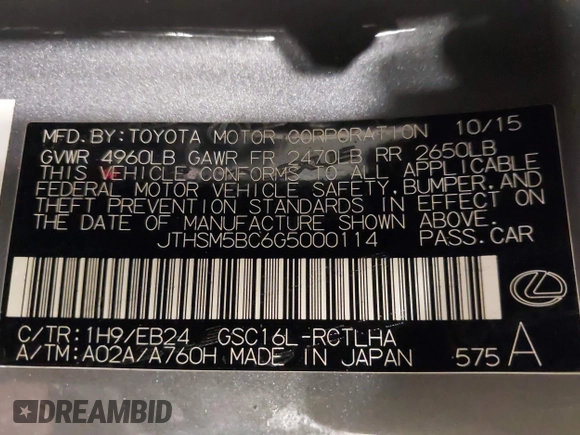 MFD. BY: TOYOTA MOTOR CORPORATION 10/15
GVWR 4960LB GAWR FR 2470LB RR 2650LB
THIS VEHICLE CONFORMS TO ALL APPLICABLE
FEDERAL MOTOR VEHICLE SAFETY, BUMPER, AND
THEFT PREVENTION STANDARDS IN EFFECT ON
THE DATE OF MANUFACTURE SHOWN ABOVE.
JTHSM5BC6G5000114 PASS. CAR
C/TR: 1H9/EB24 GSC16L-RCTLHA
A/TM: A02A/A760H MADE IN JAPAN 575 A
DREAMBID